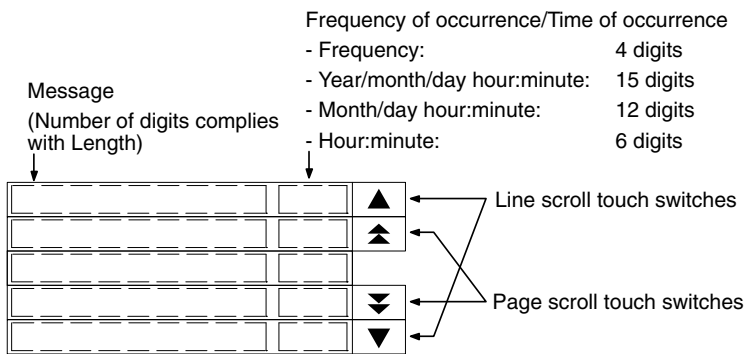 Frequency of occurrence/Time of occurrence
- Frequency: 4 digits
- Year/month/day hour:minute: 15 digits
- Month/day hour:minute: 12 digits
- Hour:minute: 6 digits
Message
(Number of digits complies
with Length)
Line scroll touch switches
Page scroll touch switches